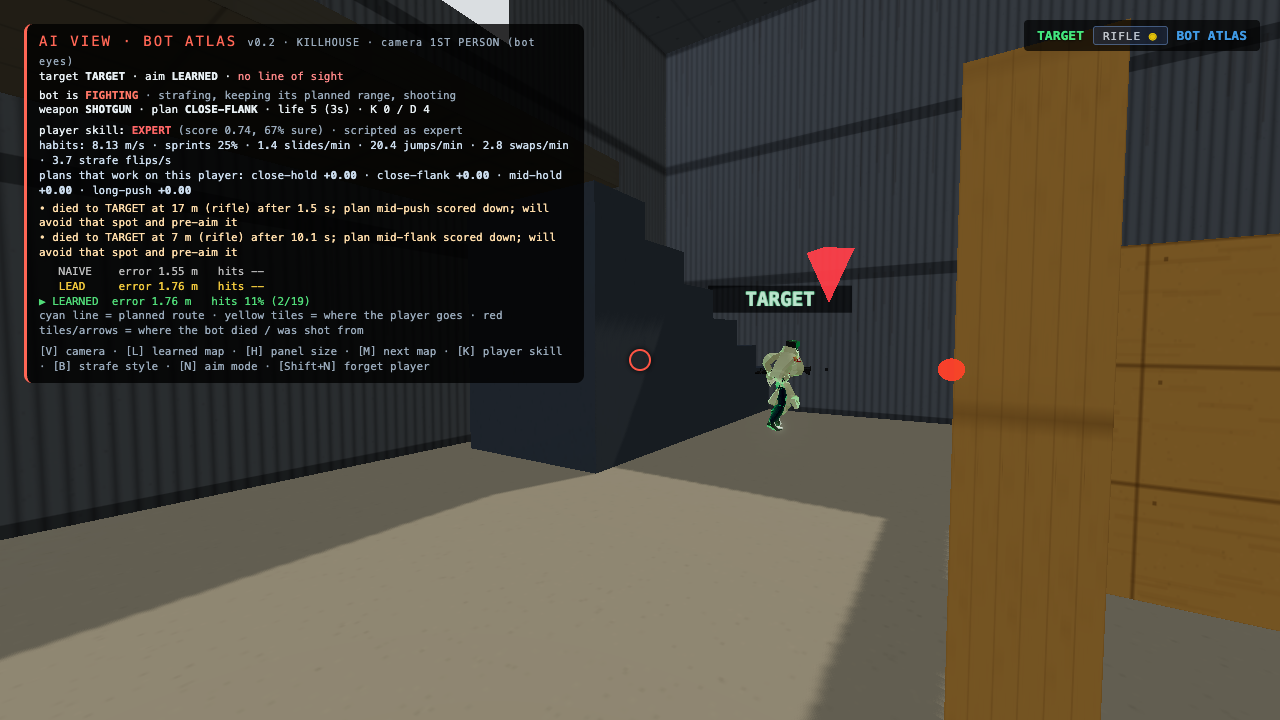 AI VIEW · BOT ATLAS v0.2 · KILLHOUSE · camera 1ST PERSON (bot
eyes)
target TARGET · aim LEARNED · no line of sight
bot is FIGHTING · strafing, keeping its planned range, shooting
weapon SHOTGUN · plan CLOSE-FLANK · life 5 (3s) · K 0 / D 4
player skill: EXPERT (score 0.74, 67% sure) · scripted as expert
habits: 8.13 m/s · sprints 25% · 1.4 slides/min · 20.4 jumps/min · 2.8 swaps/min
· 3.7 strafe flips/s
plans that work on this player: close-hold +0.00 · close-flank +0.00 · mid-hold
+0.00 · long-push +0.00
• died to TARGET at 17 m (rifle) after 1.5 s; plan mid-push scored down; will
avoid that spot and pre-aim it
• died to TARGET at 7 m (rifle) after 10.1 s; plan mid-flank scored down; will
avoid that spot and pre-aim it
NAIVE error 1.55 m hits —–
LEAD error 1.76 m hits —–
▶ LEARNED error 1.76 m hits 11% (2/19)
cyan line = planned route · yellow tiles = where the player goes · red
tiles/arrows = where the bot died / was shot from
[V] camera · [L] learned map · [H] panel size · [M] next map · [K] player skill
· [B] strafe style · [N] aim mode · [Shift+N] forget player
TARGET RIFLE ◉ BOT ATLAS
TARGET